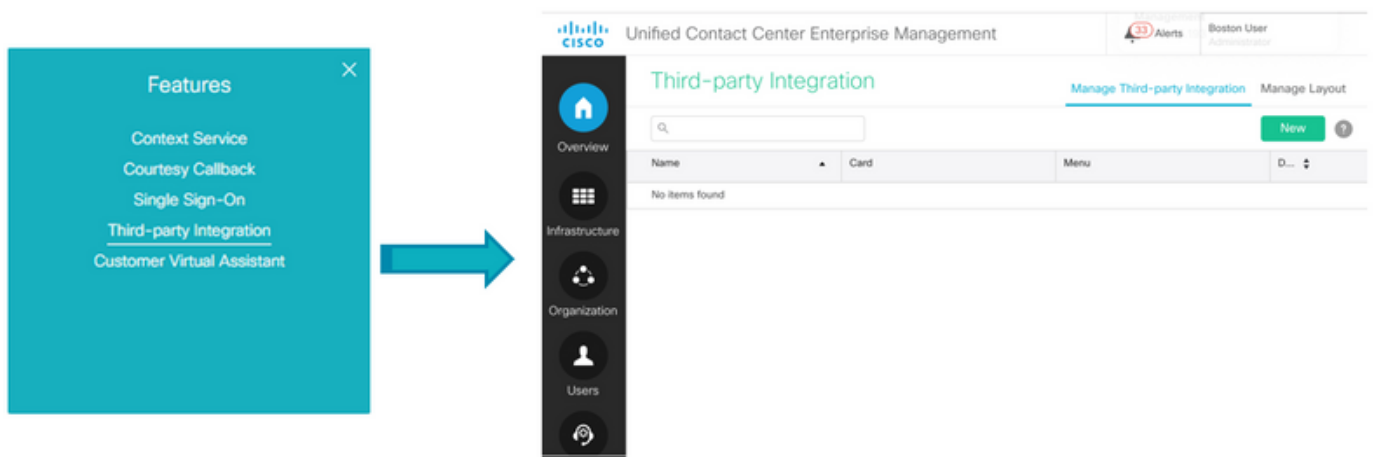 Features
Context Service
Courtesy Callback
Single Sign-On
Third-party Integration
Customer Virtual Assistant
CISCO
Unified Contact Center Enterprise Management
Management
33 Alerts
Boston User
Administrator
Third-party Integration
Manage Third-party Integration Manage Layout
New ?
Name Card Menu D...
No items found
Overview
Infrastructure
Organization
Users